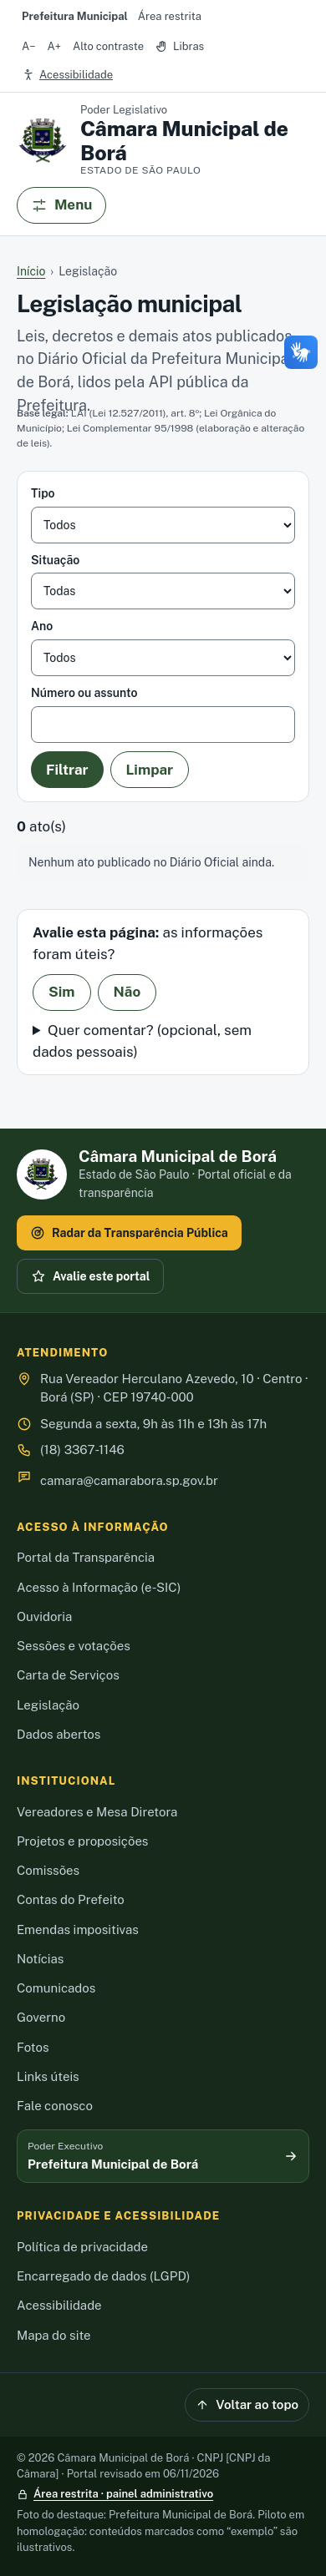 Prefeitura Municipal Área restrita
A− A+ Alto contraste Libras
Acessibilidade
Poder Legislativo
Câmara Municipal de
Borá
ESTADO DE SÃO PAULO
Menu
Início › Legislação
Legislação municipal
Leis, decretos e demais atos publicados
no Diário Oficial da Prefeitura Municipal
de Borá, lidos pela API pública da
Prefeitura.
Base legal: LAI (Lei 12.527/2011), art. 8º; Lei Orgânica do
Município; Lei Complementar 95/1998 (elaboração e alteração
de leis).
Tipo
Todos
Situação
Todas
Ano
Todos
Número ou assunto
Filtrar Limpar
0 ato(s)
Nenhum ato publicado no Diário Oficial ainda.
Avalie esta página: as informações
foram úteis?
Sim Não
Quer comentar? (opcional, sem
dados pessoais)
Câmara Municipal de Borá
Estado de São Paulo · Portal oficial e da
transparência
Radar da Transparência Pública
Avalie este portal
ATENDIMENTO
Rua Vereador Herculano Azevedo, 10 · Centro ·
Borá (SP) · CEP 19740-000
Segunda a sexta, 9h às 11h e 13h às 17h
(18) 3367-1146
camara@camarabora.sp.gov.br
ACESSO À INFORMAÇÃO
Portal da Transparência
Acesso à Informação (e-SIC)
Ouvidoria
Sessões e votações
Carta de Serviços
Legislação
Dados abertos
INSTITUCIONAL
Vereadores e Mesa Diretora
Projetos e proposições
Comissões
Contas do Prefeito
Emendas impositivas
Notícias
Comunicados
Governo
Fotos
Links úteis
Fale conosco
Poder Executivo
Prefeitura Municipal de Borá
PRIVACIDADE E ACESSIBILIDADE
Política de privacidade
Encarregado de dados (LGPD)
Acessibilidade
Mapa do site
Voltar ao topo
© 2026 Câmara Municipal de Borá · CNPJ [CNPJ da
Câmara] · Portal revisado em 06/11/2026
Área restrita · painel administrativo
Foto do destaque: Prefeitura Municipal de Borá. Piloto em
homologação: conteúdos marcados como “exemplo” são
ilustrativos.